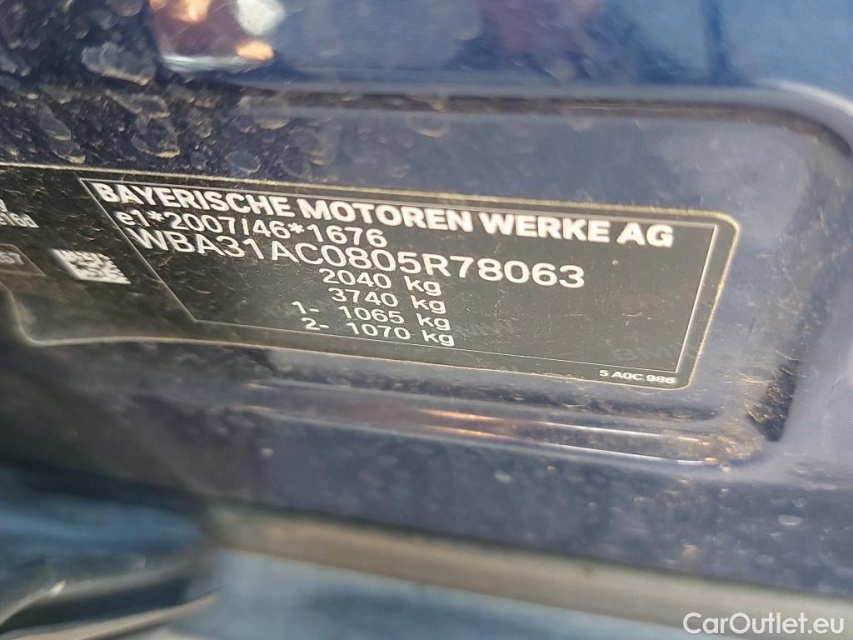 BAYERISCHE MOTOREN WERKE AG
e1*2007/46*1676
WBA31AC0805R78063
2040 kg
3740 kg
1- 1065 kg
2- 1070 kg
5 A0C 986
CarOutlet.eu